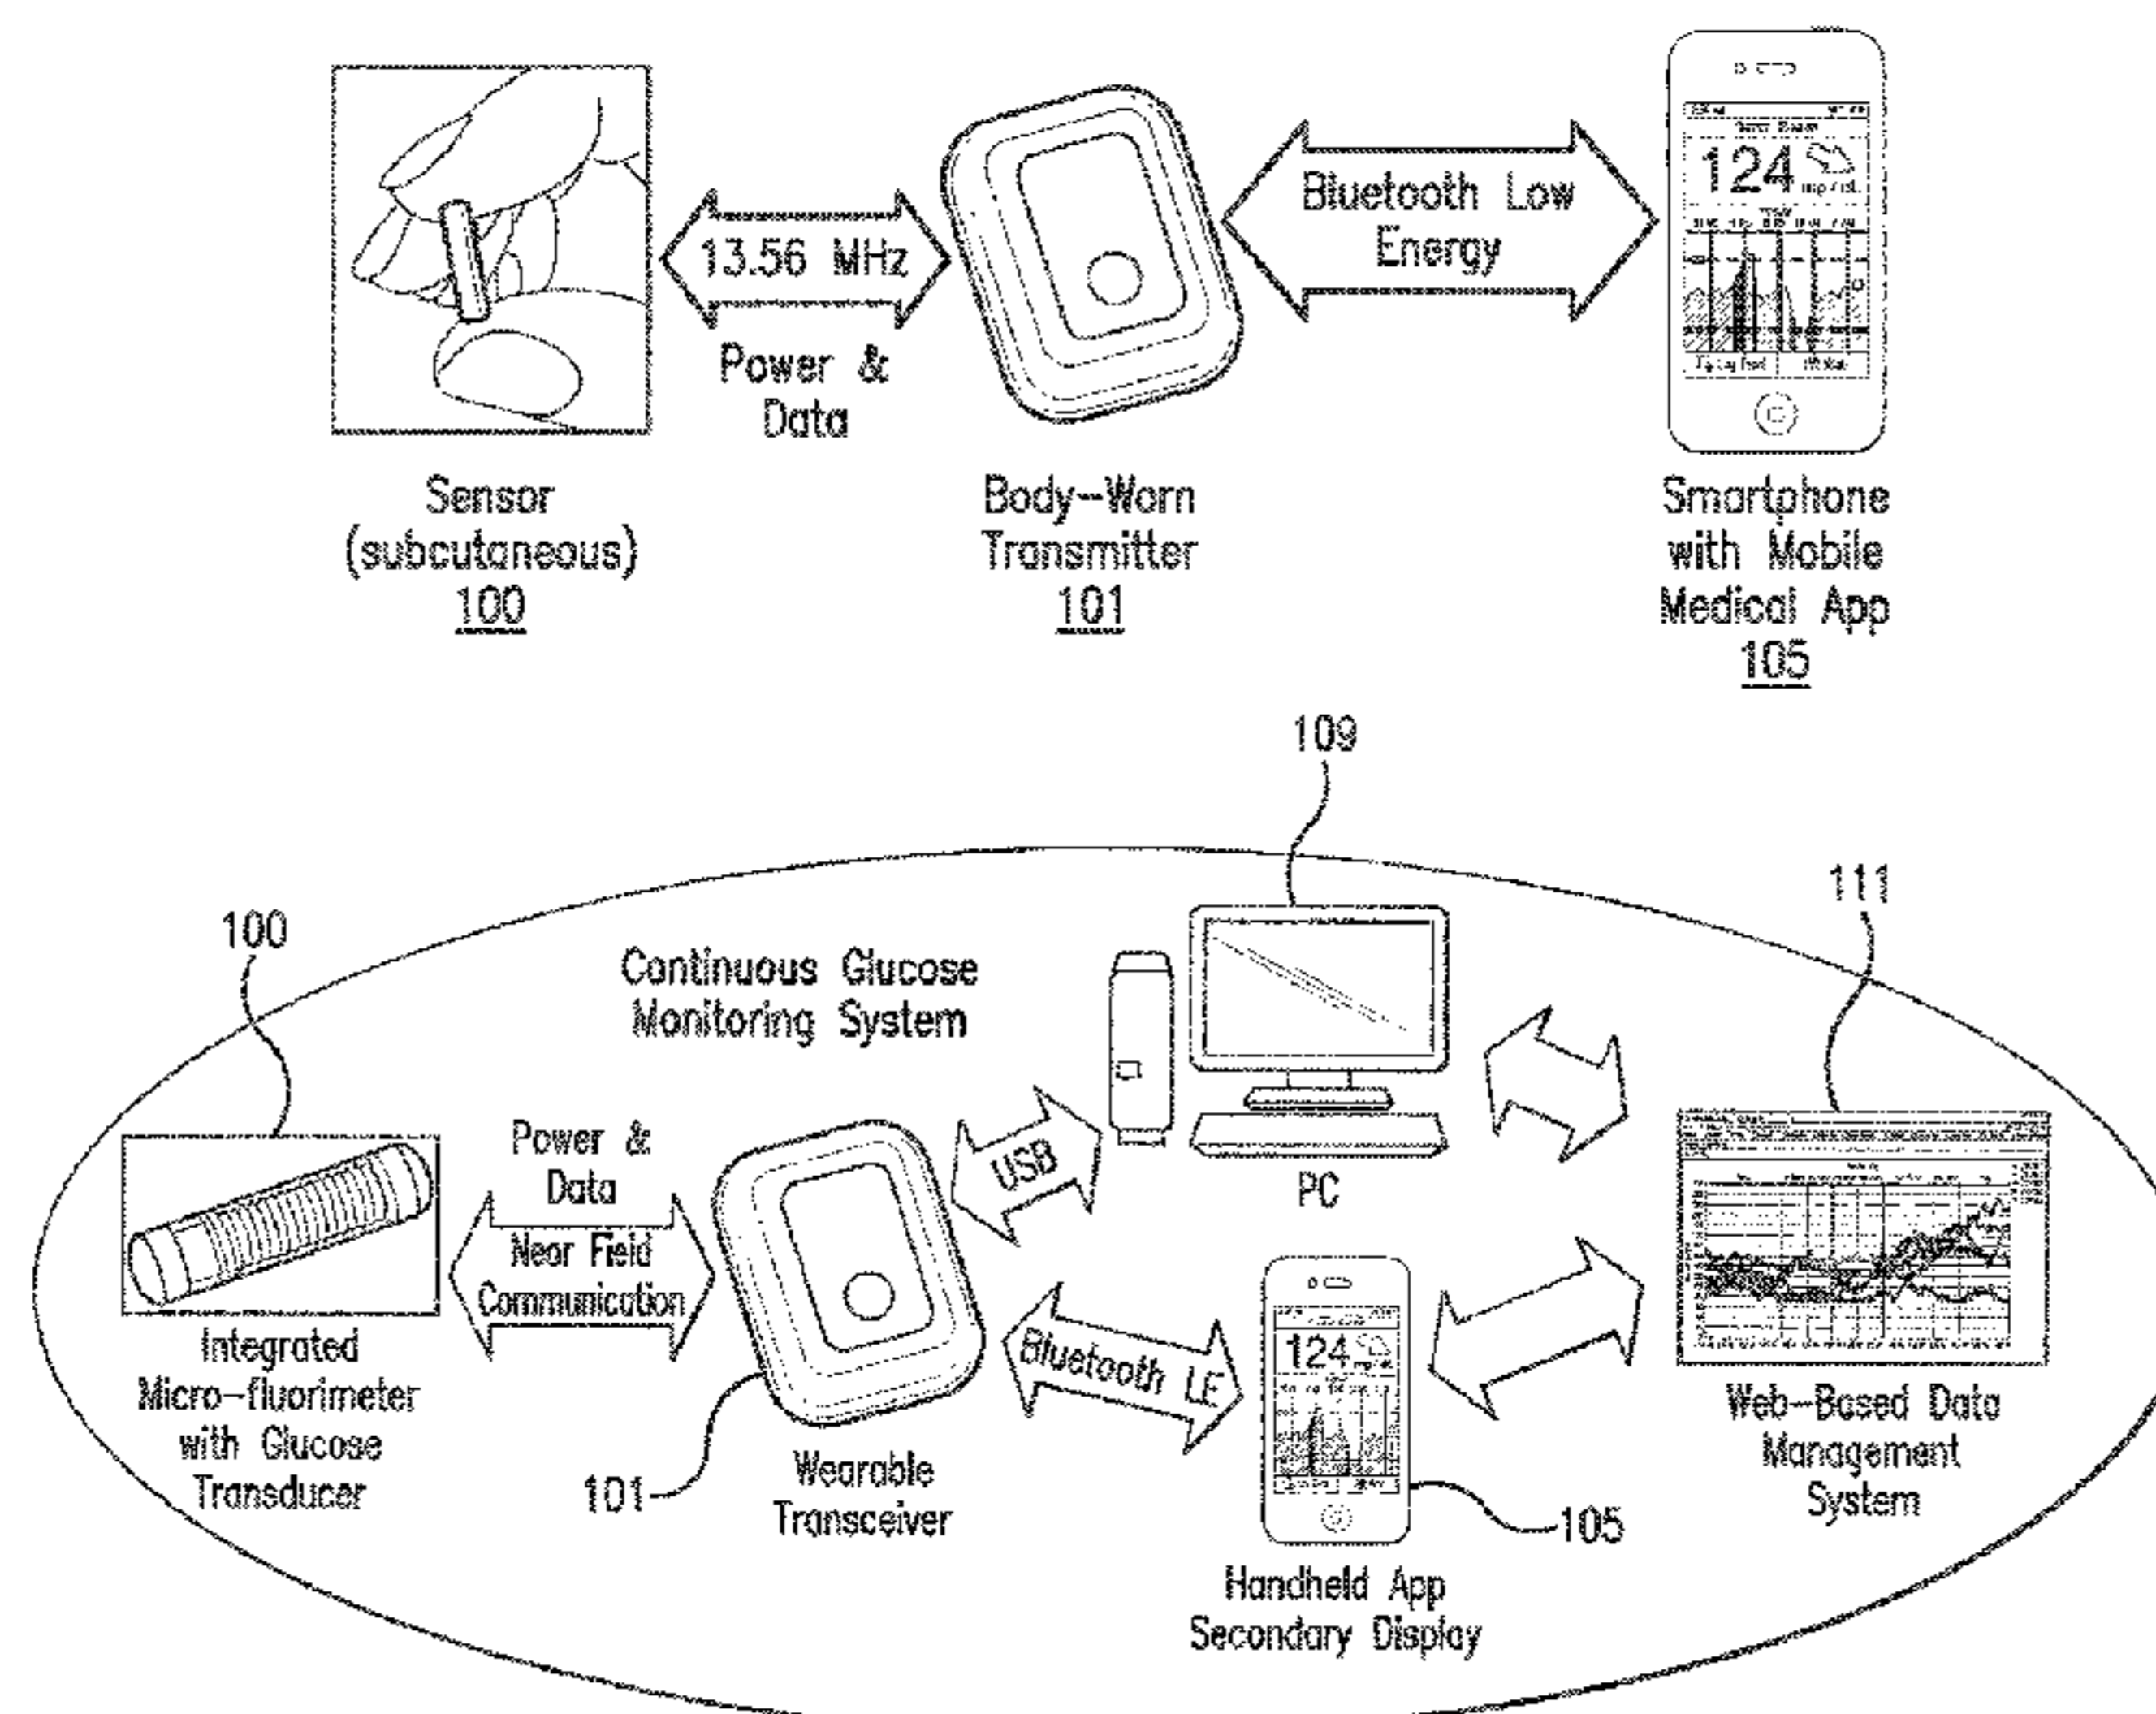 124
13.56 MHz
Power &
Data
Bluetooth Low
Energy
Sensor
(subcutaneous)
100
Body-Worn
Transmitter
101
Smartphone
with Mobile
Medical App
105
109
111
100
Continuous Glucose
Monitoring System
Power &
Data
Near Field
Communication
USB
PC
Bluetooth LE
124
Integrated
Micro-fluorimeter
with Glucose
Transducer
101
Wearable
Transceiver
105
Handheld App
Secondary Display
Web-Based Data
Management
System